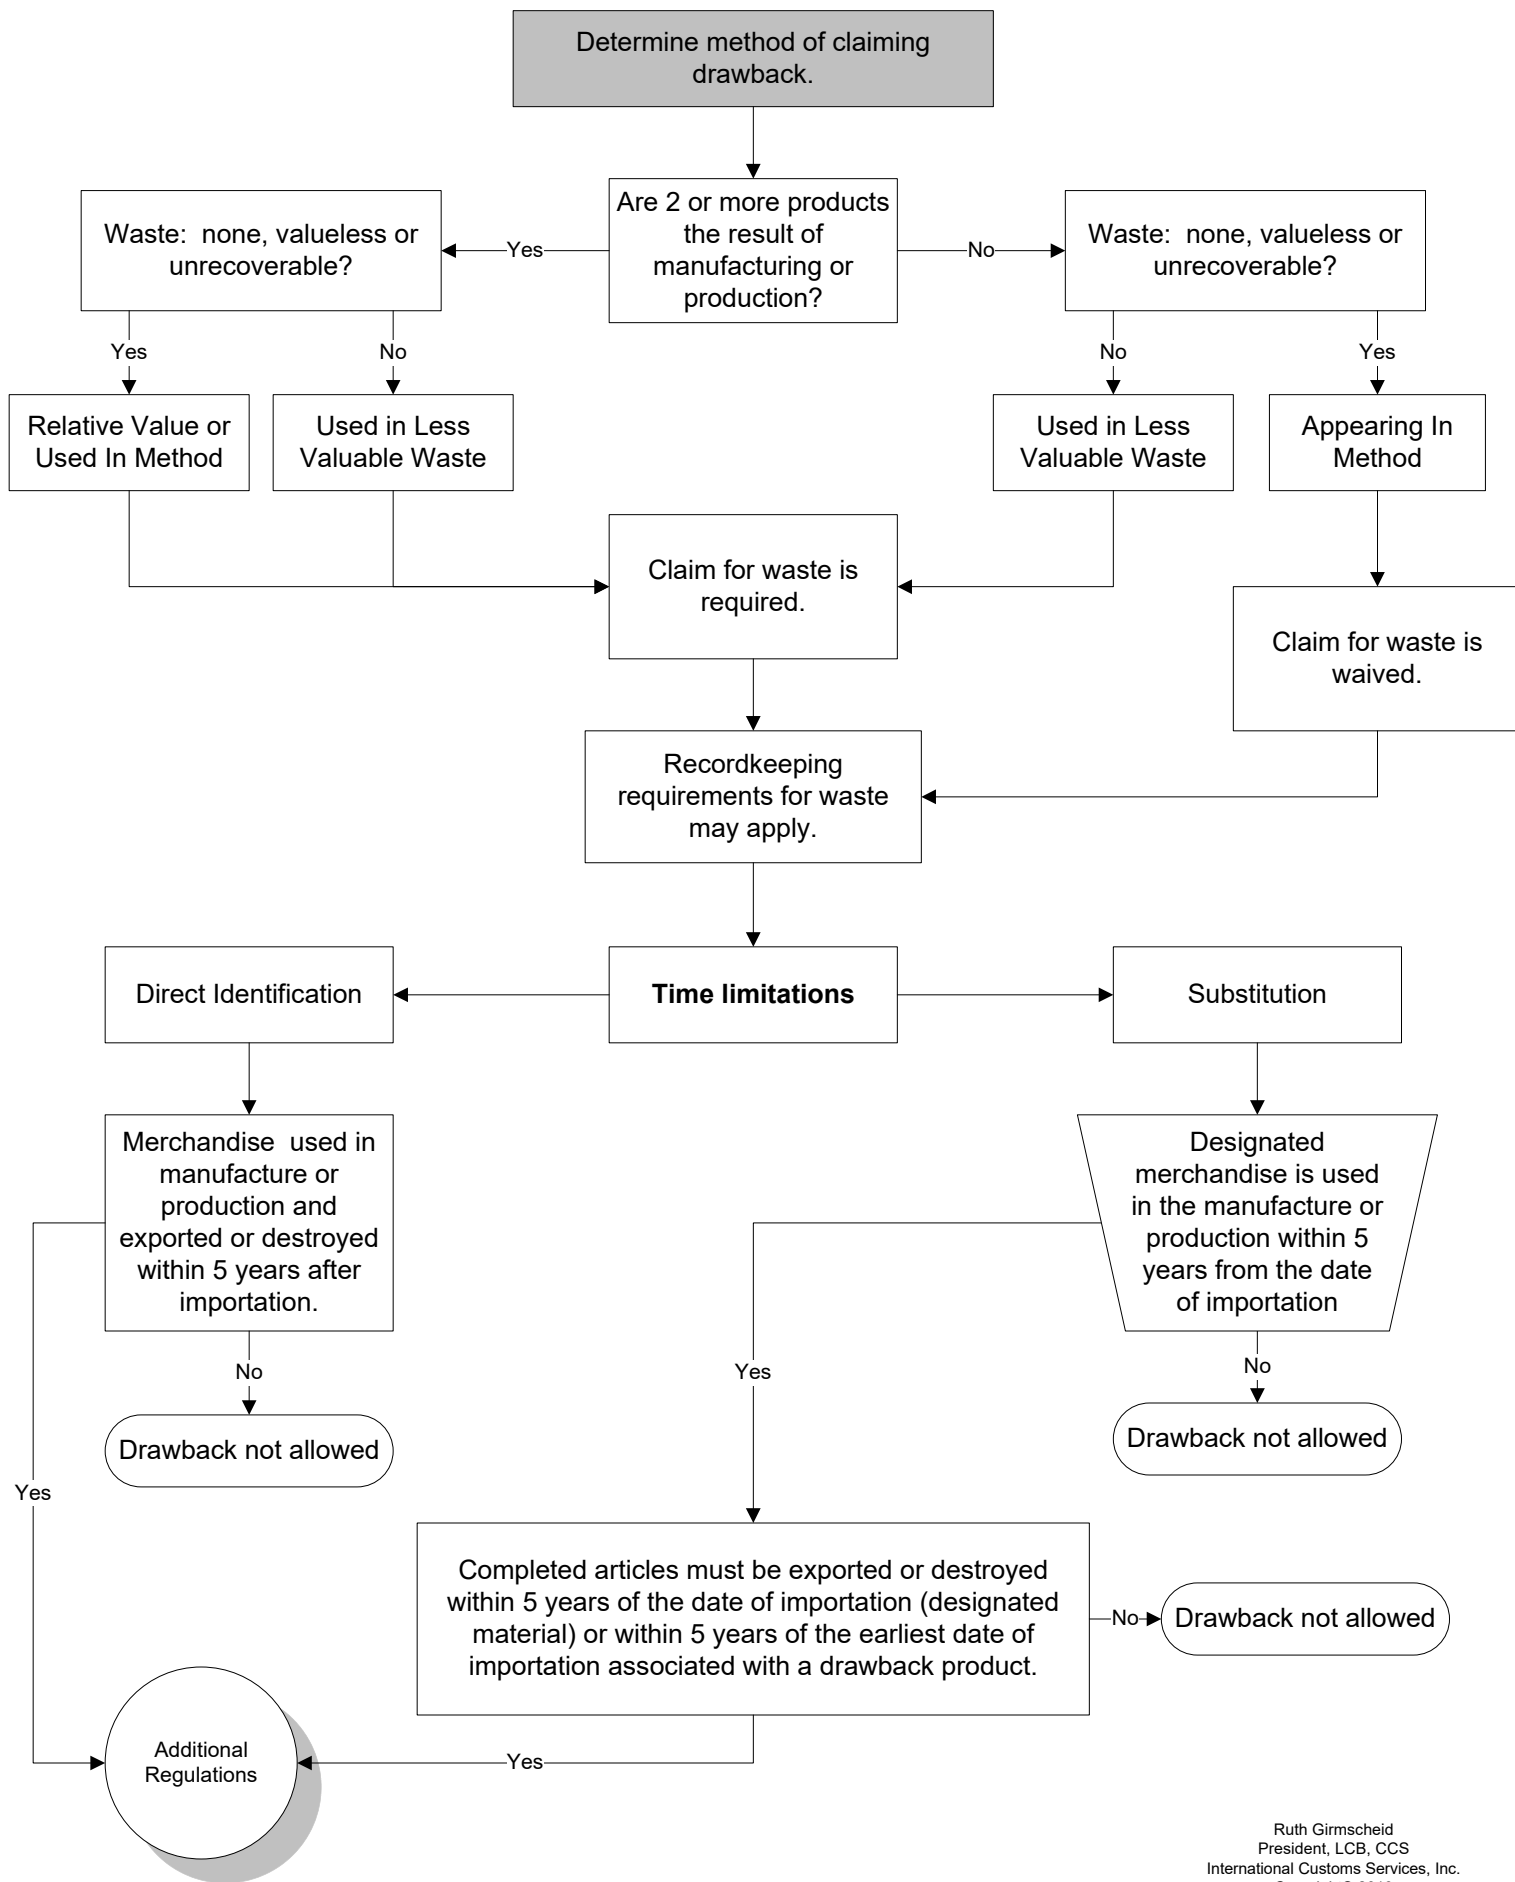 Determine method of claiming
drawback.
Waste:  none, valueless or
unrecoverable?
Yes
Are 2 or more products
the result of
manufacturing or
production?
No
Waste:  none, valueless or
unrecoverable?
Yes
No
No
Yes
Relative Value or
Used In Method
Used in Less
Valuable Waste
Used in Less
Valuable Waste
Appearing In
Method
Claim for waste is
required.
Claim for waste is
waived.
Recordkeeping
requirements for waste
may apply.
Direct Identification
Time limitations
Substitution
Merchandise  used in
manufacture or
production and
exported or destroyed
within 5 years after
importation.
Designated
merchandise is used
in the manufacture or
production within 5
years from the date
of importation
No
Yes
No
Drawback not allowed
Drawback not allowed
Yes
Completed articles must be exported or destroyed
within 5 years of the date of importation (designated
material) or within 5 years of the earliest date of
importation associated with a drawback product.
No
Drawback not allowed
Additional
Regulations
Yes
Ruth Girmscheid
President, LCB, CCS
International Customs Services, Inc.